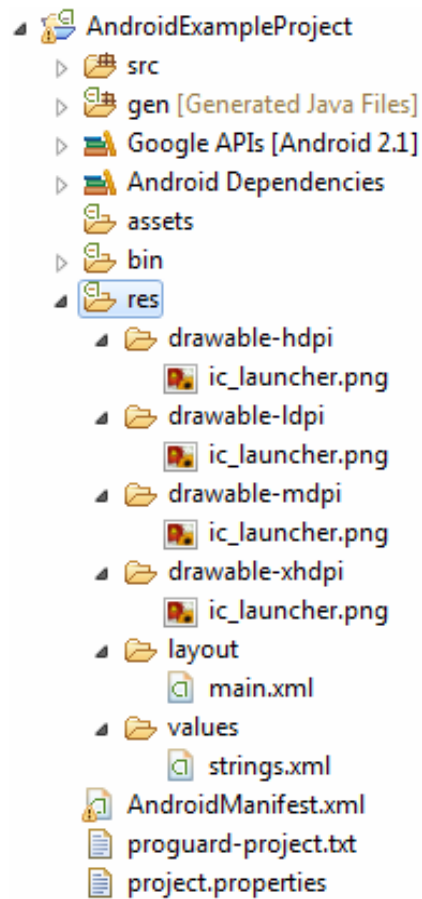 AndroidExampleProject
src
gen [Generated Java Files]
Google APIs [Android 2.1]
Android Dependencies
assets
bin
res
drawable-hdpi
ic_launcher.png
drawable-ldpi
ic_launcher.png
drawable-mdpi
ic_launcher.png
drawable-xhdpi
ic_launcher.png
layout
main.xml
values
strings.xml
AndroidManifest.xml
proguard-project.txt
project.properties